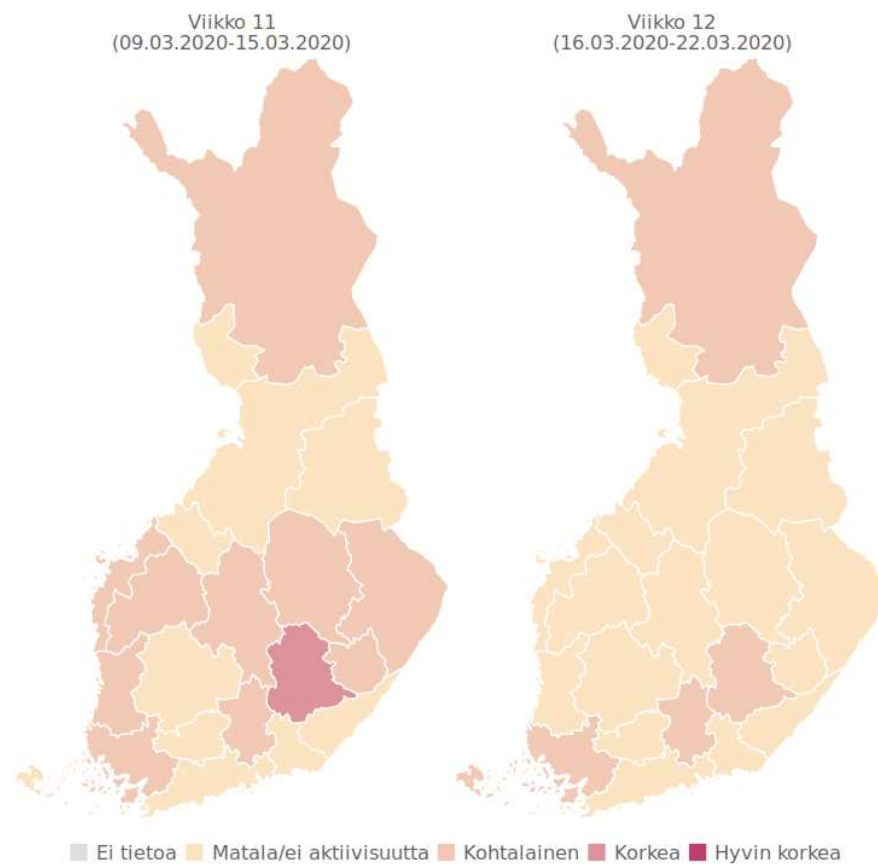 Viikko 11
(09.03.2020-15.03.2020)
Viikko 12
(16.03.2020-22.03.2020)
Ei tietoa Matala/ei aktiivisuutta Kohtalainen Korkea Hyvin korkea